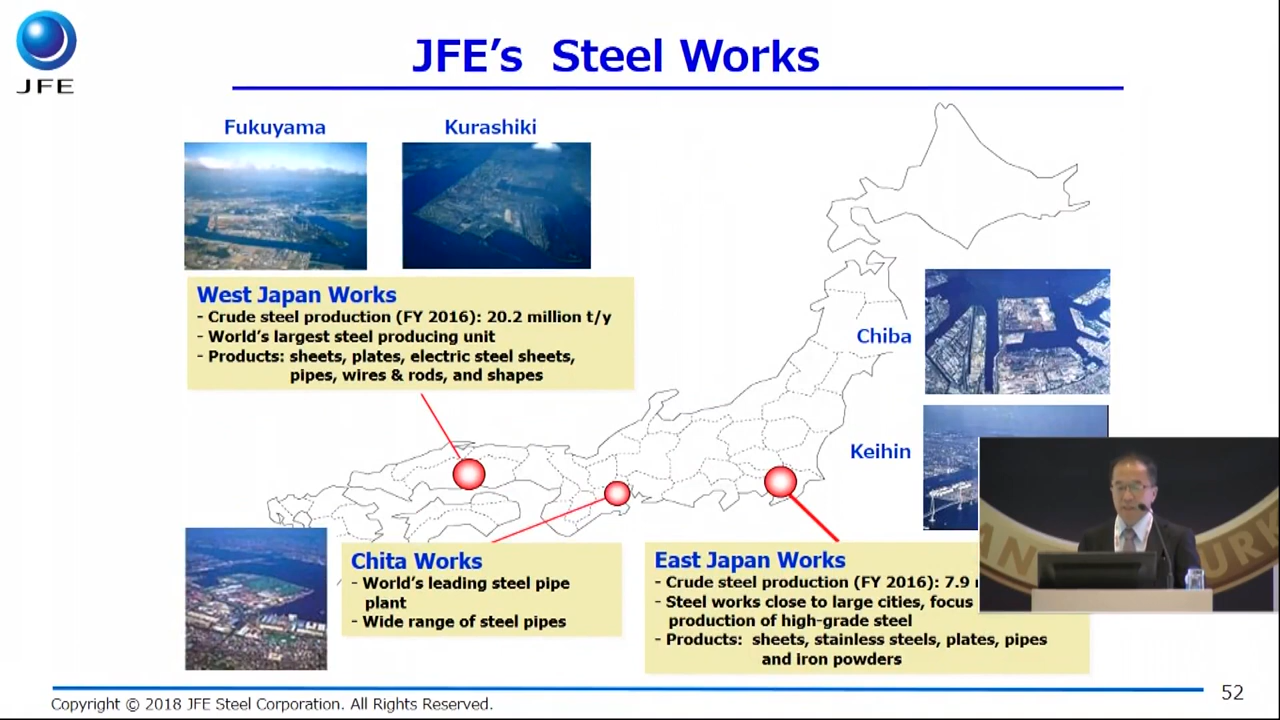 JFE
JFE's Steel Works
Fukuyama
Kurashiki
West Japan Works
- Crude steel production (FY 2016): 20.2 million t/y
- World's largest steel producing unit
- Products: sheets, plates, electric steel sheets,
pipes, wires & rods, and shapes
Chiba
Keihin
Chita Works
- World's leading steel pipe
plant
- Wide range of steel pipes
East Japan Works
- Crude steel production (FY 2016): 7.9
- Steel works close to large cities, focus
production of high-grade steel
- Products: sheets, stainless steels, plates, pipes
and iron powders
ANT
URK
Copyright © 2018 JFE Steel Corporation. All Rights Reserved.
52